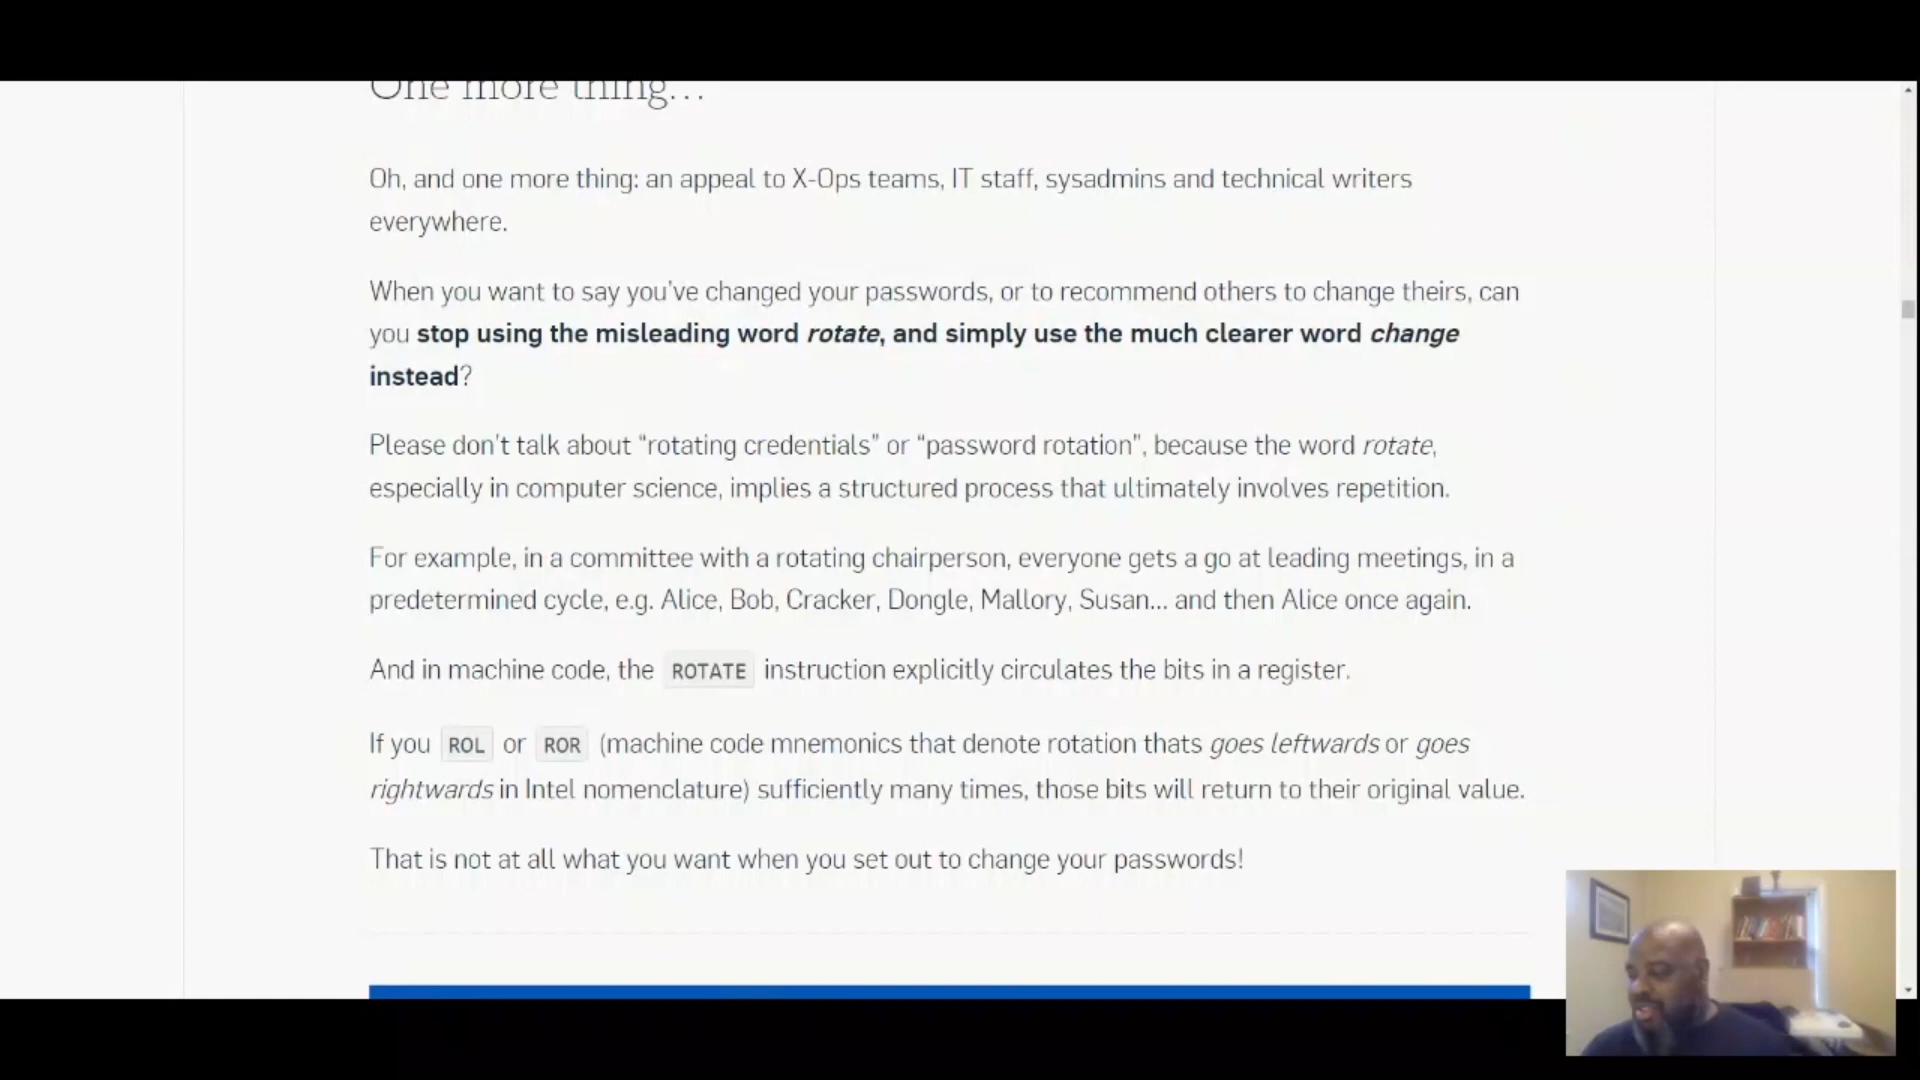 One more thing...
Oh, and one more thing: an appeal to X-Ops teams, IT staff, sysadmins and technical writers
everywhere.
When you want to say you've changed your passwords, or to recommend others to change theirs, can
you stop using the misleading word rotate, and simply use the much clearer word change
instead?
Please don't talk about “rotating credentials” or “password rotation”, because the word rotate,
especially in computer science, implies a structured process that ultimately involves repetition.
For example, in a committee with a rotating chairperson, everyone gets a go at leading meetings, in a
predetermined cycle, e.g. Alice, Bob, Cracker, Dongle, Mallory, Susan... and then Alice once again.
And in machine code, the ROTATE instruction explicitly circulates the bits in a register.
If you ROL or ROR (machine code mnemonics that denote rotation thats goes leftwards or goes
rightwards in Intel nomenclature) sufficiently many times, those bits will return to their original value.
That is not at all what you want when you set out to change your passwords!